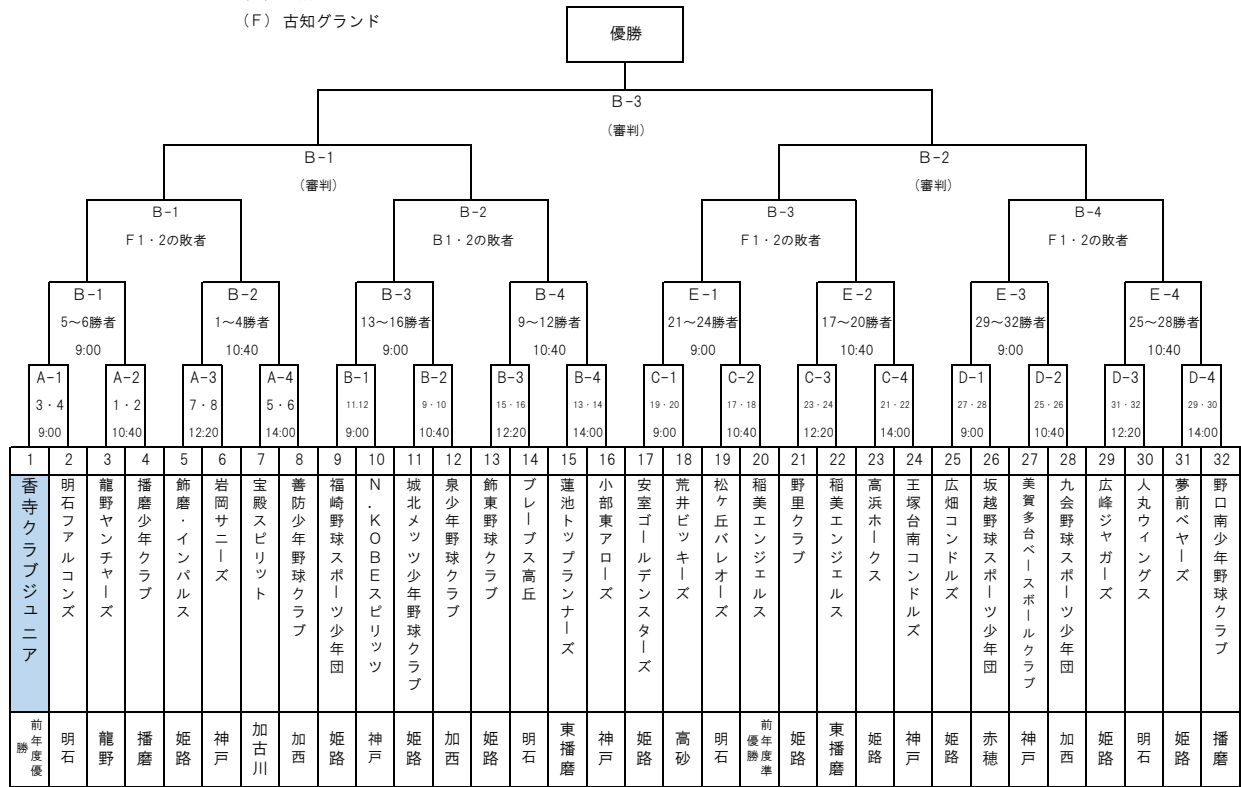 (F) 古知グランド
優勝
B-3
(審判)
B-1
B-2
(審判)
(審判)
B-1
B-2
B-3
B-4
F1・2の敗者
B1・2の敗者
F1・2の敗者
F1・2の敗者
B-1
B-2
B-3
B-4
E-1
E-2
E-3
E-4
5～6勝者
1～4勝者
13～16勝者
9～12勝者
21～24勝者
17～20勝者
29～32勝者
25～28勝者
9:00
10:40
9:00
10:40
9:00
10:40
9:00
10:40
A-1
A-2
A-3
A-4
B-1
B-2
B-3
B-4
C-1
C-2
C-3
C-4
D-1
D-2
D-3
D-4
3・4
1・2
7・8
5・6
11.12
9・10
15・16
13・14
19・20
17・18
23・24
21・22
27・28
25・26
31・32
29・30
9:00
10:40
12:20
14:00
9:00
10:40
12:20
14:00
9:00
10:40
12:20
14:00
9:00
10:40
12:20
14:00
1
2
3
4
5
6
7
8
9
10
11
12
13
14
15
16
17
18
19
20
21
22
23
24
25
26
27
28
29
30
31
32
香寺クラブジュニア
明石ファルコンズ
龍野ヤンチャーズ
播磨少年クラブ
飾磨・インパルス
岩岡サニーズ
宝殿スピリット
善防少年野球クラブ
福崎野球スポーツ少年団
N.KOBEスピリッツ
城北メッツ少年野球クラブ
泉少年野球クラブ
飾東野球クラブ
ブレーブス高丘
蓮池トップランナーズ
小部東アローズ
安室ゴールデンスターズ
荒井ビッキーズ
松ヶ丘バレオーズ
稲美エンジェルス
野里クラブ
稲美エンジェルス
高浜ホークス
王塚台南コンドルズ
広畑コンドルズ
坂越野球スポーツ少年団
美賀多台ベースボールクラブ
九会野球スポーツ少年団
広峰ジャガーズ
人丸ウィングス
夢前ベヤーズ
野口南少年野球クラブ
前年度優勝
明石
龍野
播磨
姫路
神戸
加古川
加西
姫路
神戸
姫路
加西
姫路
明石
東播磨
神戸
姫路
高砂
明石
前年度準優勝
姫路
東播磨
姫路
神戸
姫路
赤穂
神戸
加西
姫路
明石
姫路
播磨